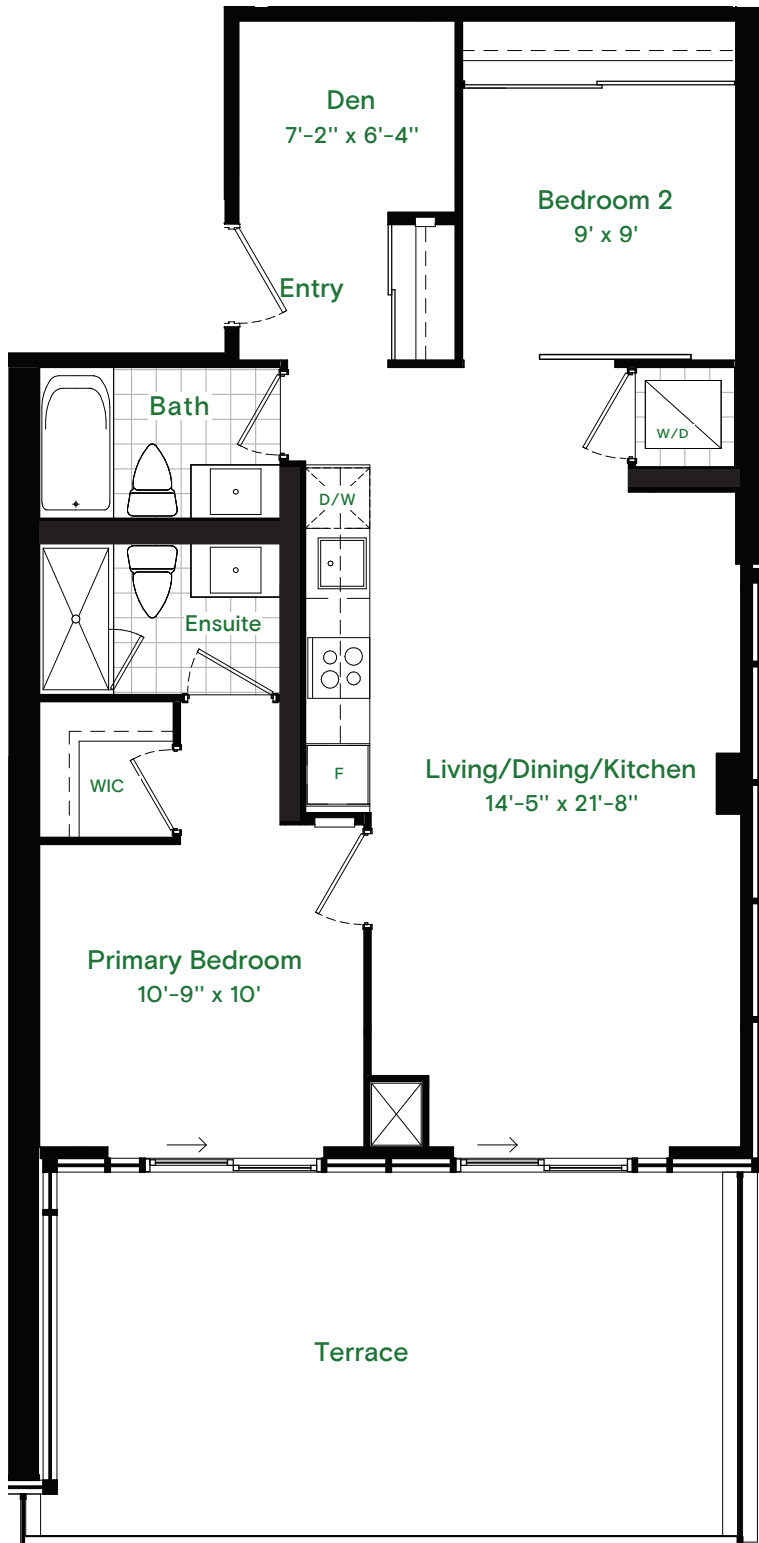 Den
7'-2" x 6'-4"
Bedroom 2
9' x 9'
Entry
Bath
W/D
D/W
Ensuite
WIC
F
Living/Dining/Kitchen
14'-5" x 21'-8"
Primary Bedroom
10'-9" x 10'
Terrace